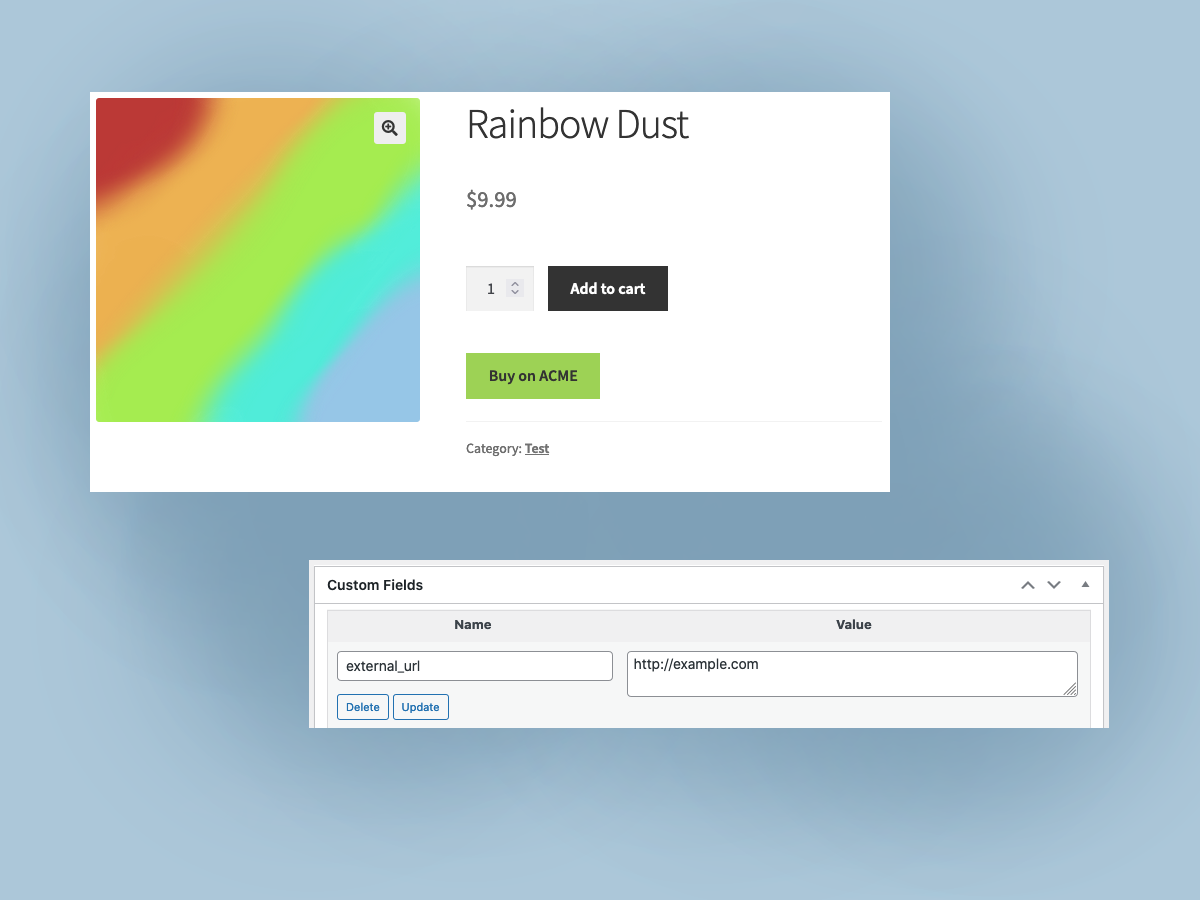 Rainbow Dust
$9.99
1 Add to cart
Buy on ACME
Category: Test
Custom Fields
Name Value
external_url http://example.com
Delete Update